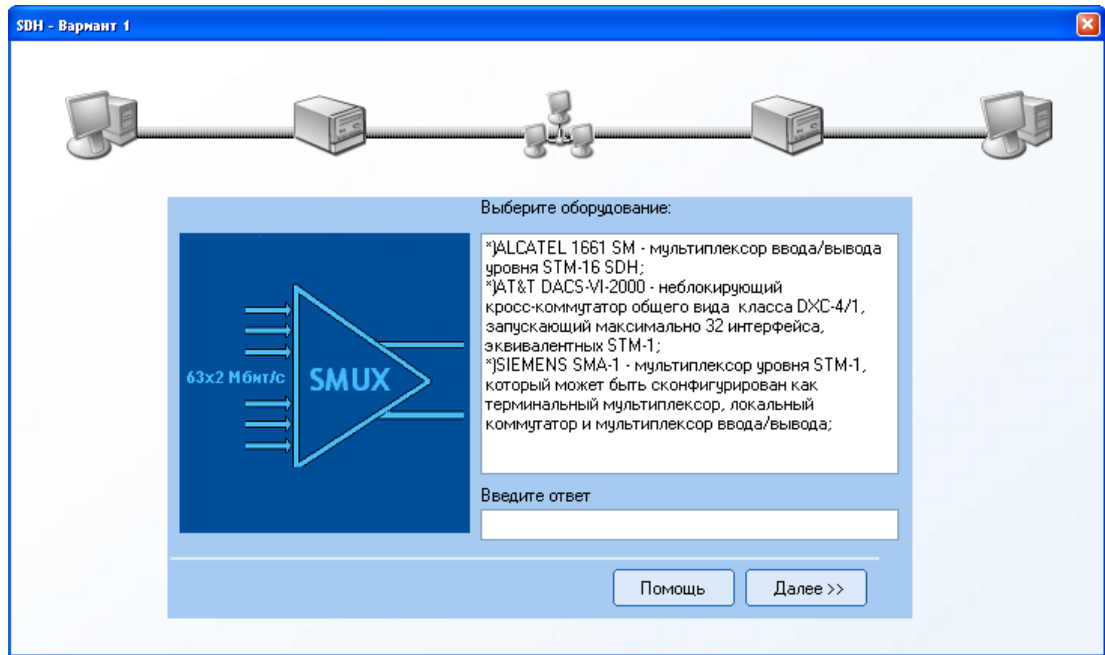 SDH - Вариант 1
Выберите оборудование:
*)ALCATEL 1661 SM - мультиплексор ввода/вывода
уровня STM-16 SDH;
*)AT&T DACS-VI-2000 - неблокирующий
кросс-коммутатор общего вида  класса DXC-4/1,
запускающий максимально 32 интерфейса,
эквивалентных STM-1;
*)SIEMENS SMA-1 - мультиплексор уровня STM-1,
который может быть сконфигурирован как
терминальный мультиплексор, локальный
коммутатор и мультиплексор ввода/вывода;
63x2 Мбит/с
SMUX
Введите ответ
Помощь
Далее >>